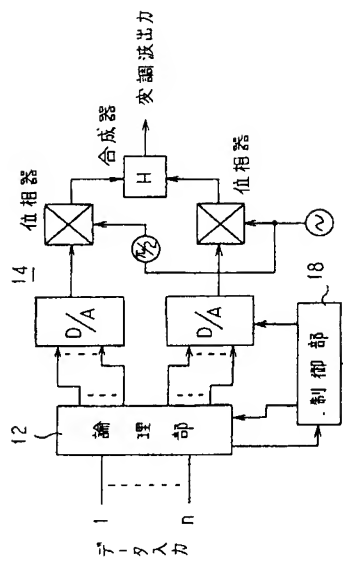 データ入力
1
n
12
論理部
14
D/A
D/A
位相器
π/2
位相器
合成器
H
変調波出力
18
制御部